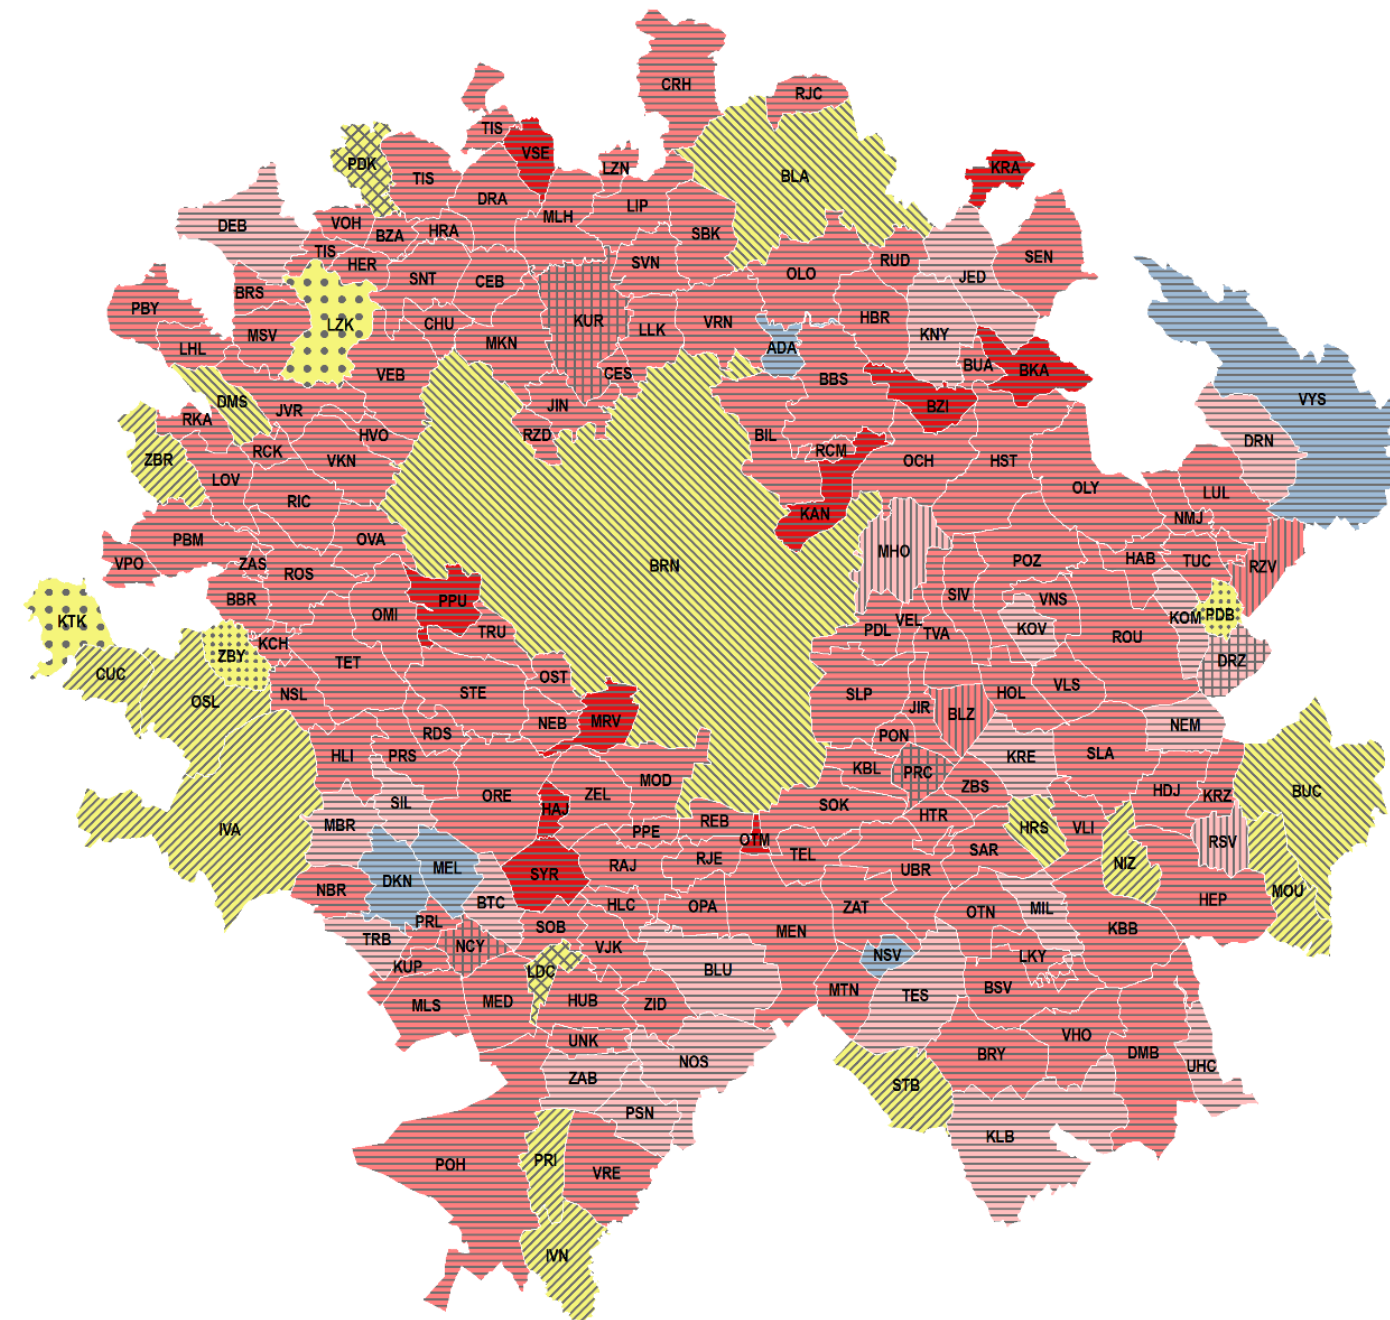 CRH
RJC
TIS
VSE
PDK
LZN
KRA
TIS
BLA
DRA
LIP
MLH
DEB
VOH
BZA
HRA
SBK
TIS
HER
SVN
RUD
SEN
OLO
JED
SNT
CEB
BRS
PBY
HBR
LZK
CHU
KUR
LLK
VRN
MSV
KNY
MKN
LHL
ADA
BUA
BKA
VEB
CES
BBS
VYS
DMS
JVR
JIN
BZI
RKA
HVO
RZD
BIL
DRN
ZBR
RCK
VKN
RCM
OCH
HST
LOV
OLY
LUL
RIC
KAN
NMJ
PBM
OVA
MHO
VPO
ZAS
ROS
BRN
POZ
HAB
TUC
RZV
BBR
PPU
SIV
VNS
OMI
KTK
VEL
KOM
PDB
TRU
PDL
TVA
KOV
ROU
KCH
ZBY
TET
DRZ
CUC
OST
OSL
NSL
STE
SLP
HOL
VLS
JIR
BLZ
NEB
MRV
NEM
RDS
PON
HLI
PRS
KRE
SLA
KBL
PRC
MOD
ZBS
HDJ
BUC
ORE
ZEL
KRZ
SIL
SOK
HAJ
HTR
MBR
IVA
PPE
REB
HRS
VLI
OTM
RSV
SAR
TEL
RJE
NIZ
RAJ
UBR
MEL
SYR
DKN
NBR
MOU
BTC
HLC
OPA
ZAT
HEP
OTN
MIL
PRL
SOB
KBB
MEN
TRB
NCY
VJK
NSV
LKY
KUP
LDC
BLU
BSV
MTN
TES
MLS
MED
HUB
ZID
VHO
UNK
BRY
DMB
NOS
UHC
ZAB
STB
PSN
KLB
PRI
POH
VRE
IVN